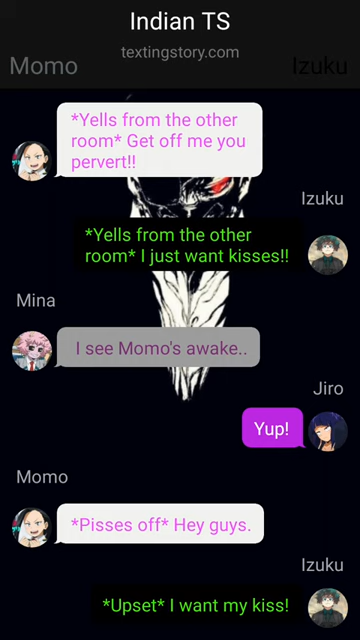 Indian TS
textingstory.com
Momo
Izuku
*Yells from the other
room* Get off me you
pervert!!
Izuku
*Yells from the other
room* I just want kisses!!
Mina
I see Momo's awake..
Jiro
Yup!
Momo
*Pisses off* Hey guys.
Izuku
*Upset* I want my kiss!